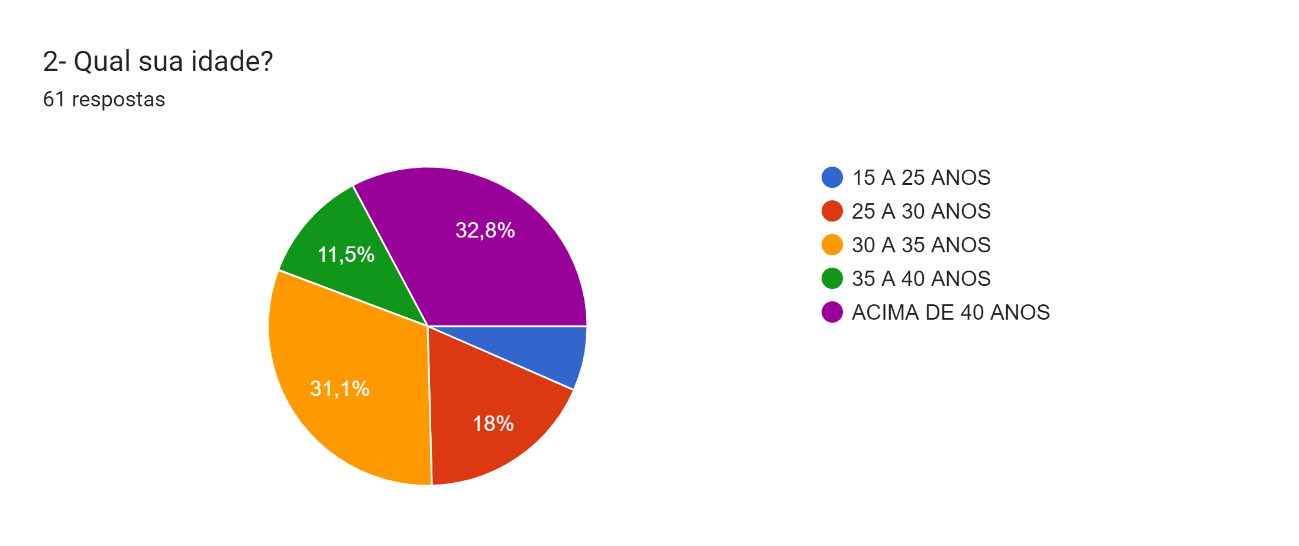 2- Qual sua idade?
61 respostas
32,8%
11,5%
31,1%
18%
15 A 25 ANOS
25 A 30 ANOS
30 A 35 ANOS
35 A 40 ANOS
ACIMA DE 40 ANOS